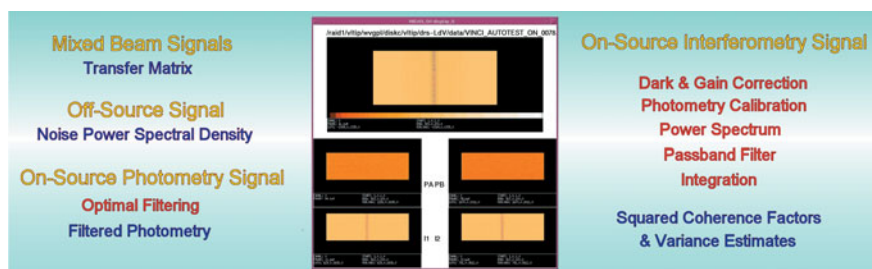 Mixed Beam Signals
Transfer Matrix
Off-Source Signal
Noise Power Spectral Density
On-Source Photometry Signal
Optimal Filtering
Filtered Photometry
/raid1/vltip/wvgpl/diskc/vltip/drs-LdV/data/VINCI_AUTOTEST_ON_0078.
PA PB
I1 I2
On-Source Interferometry Signal
Dark & Gain Correction
Photometry Calibration
Power Spectrum
Passband Filter
Integration
Squared Coherence Factors
& Variance Estimates